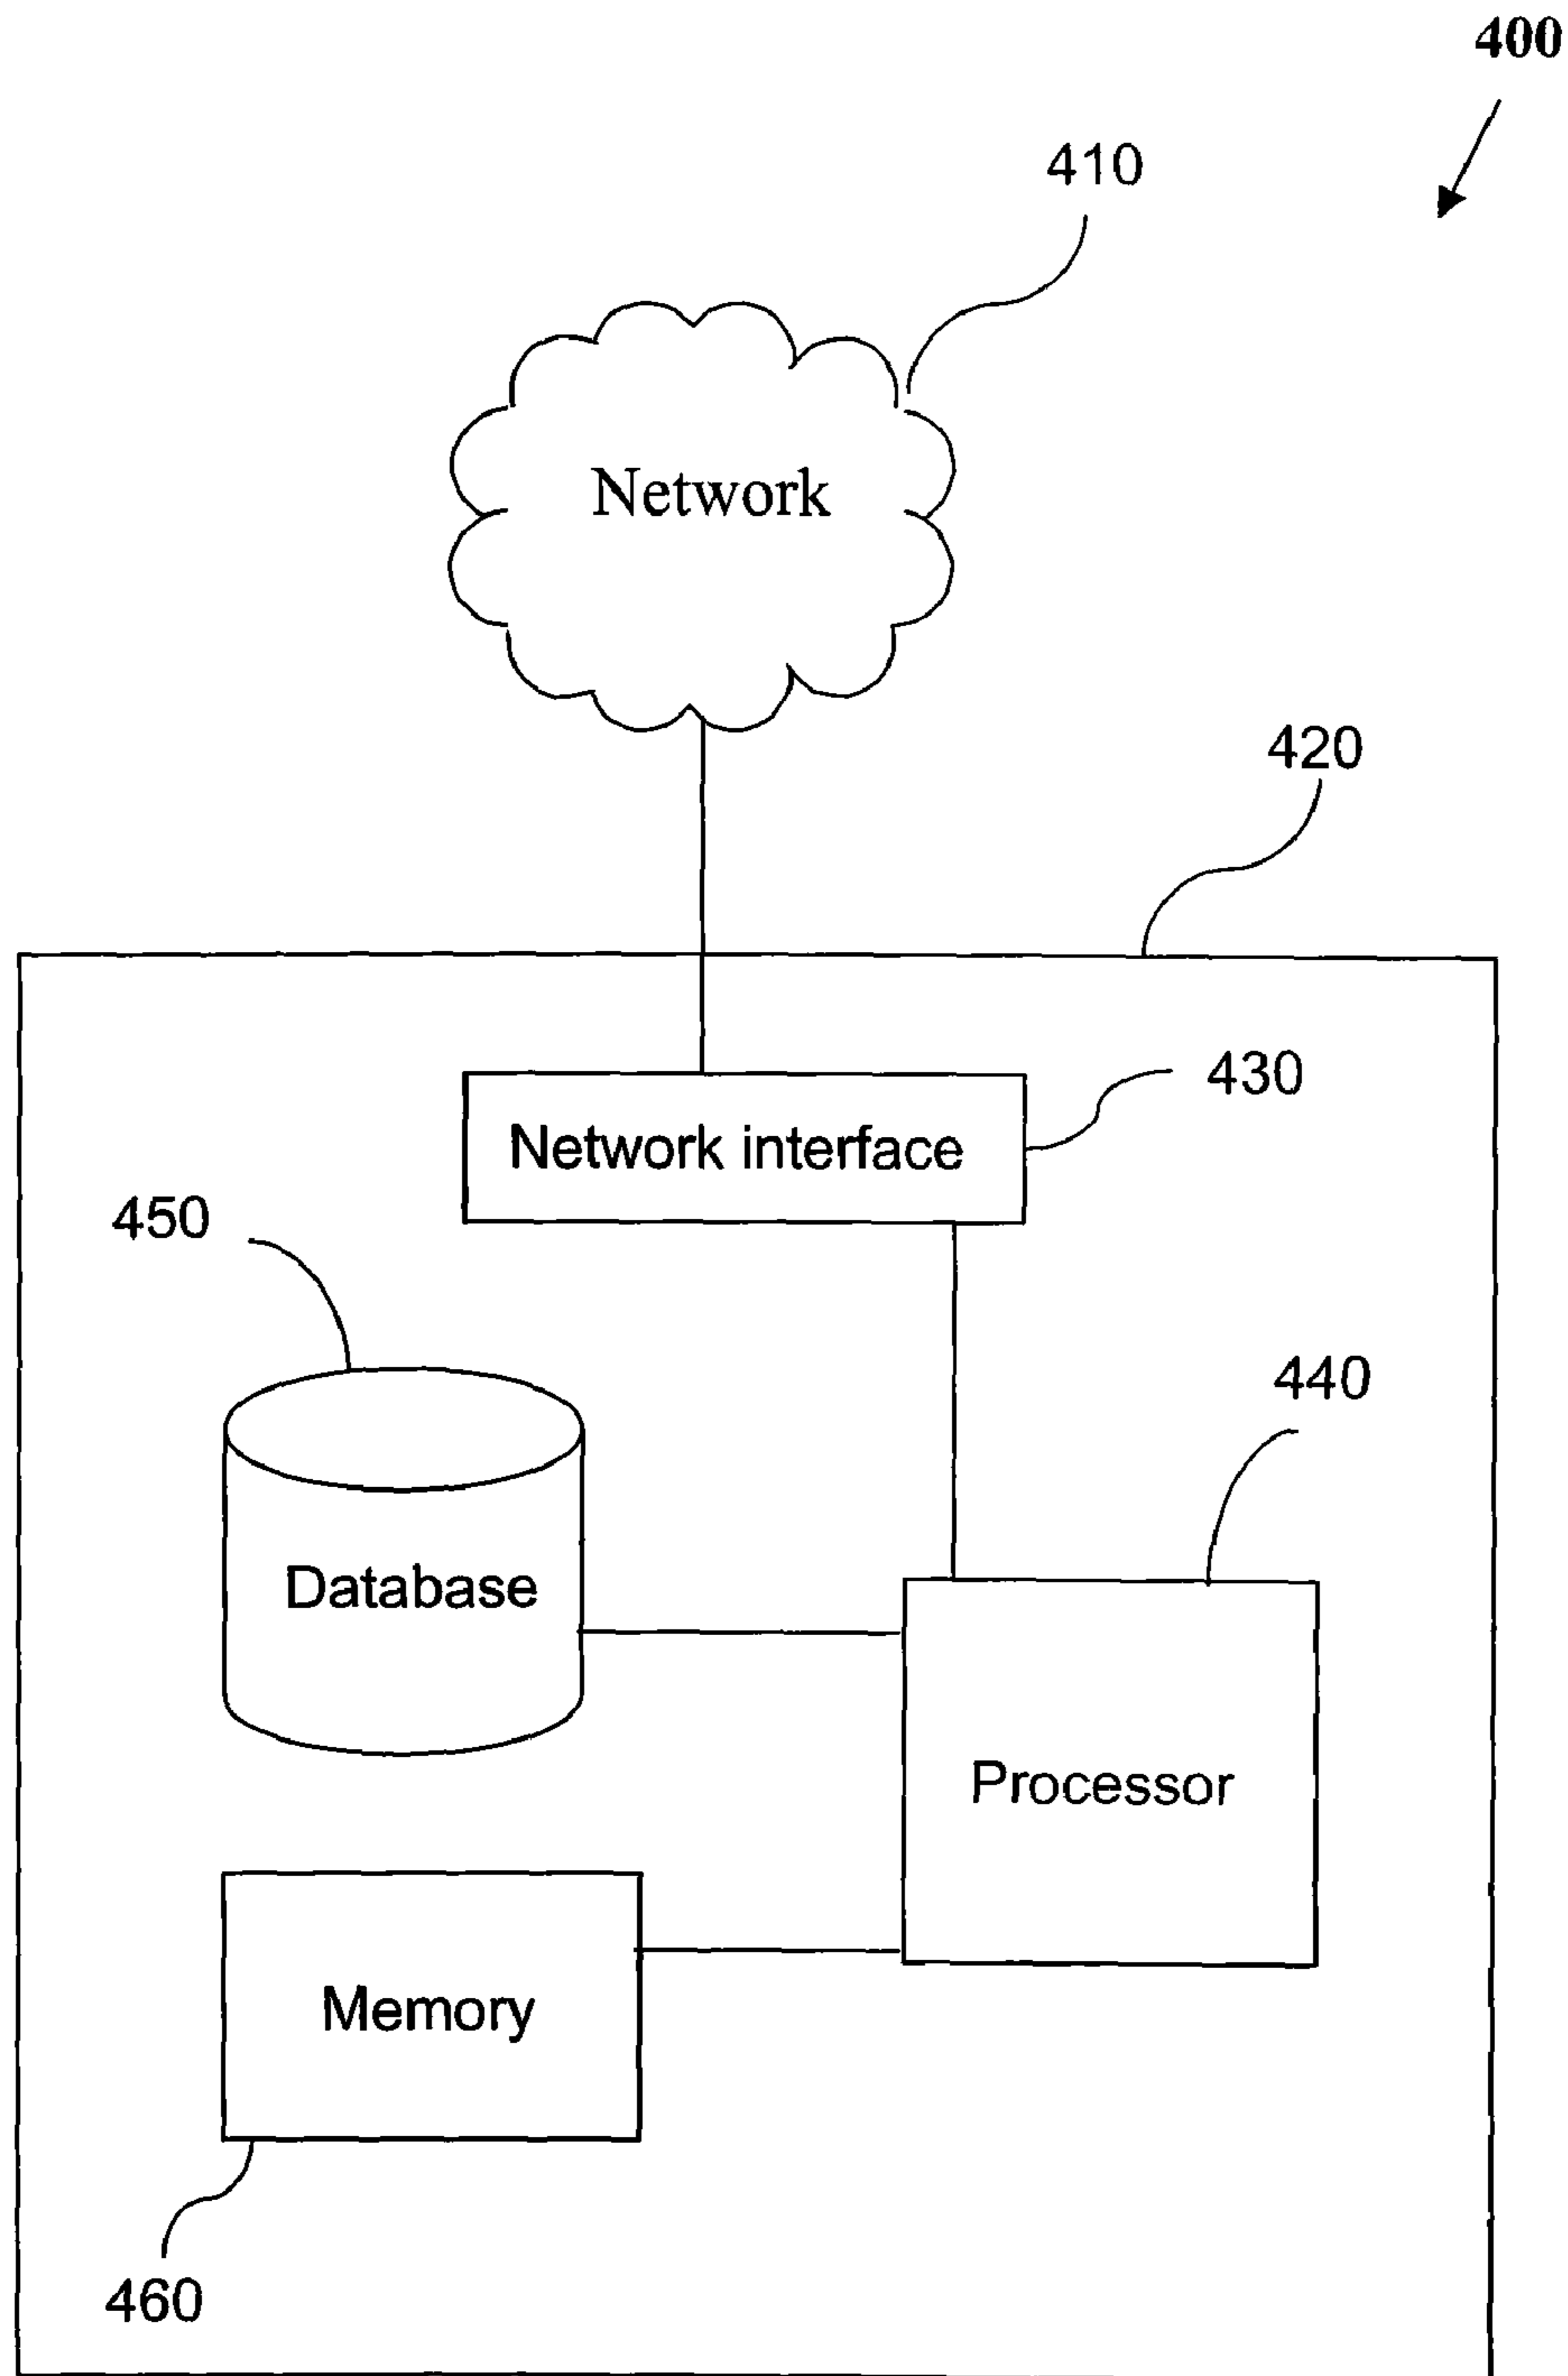 400
410
Network
420
430
Network interface
450
440
Database
Processor
Memory
460